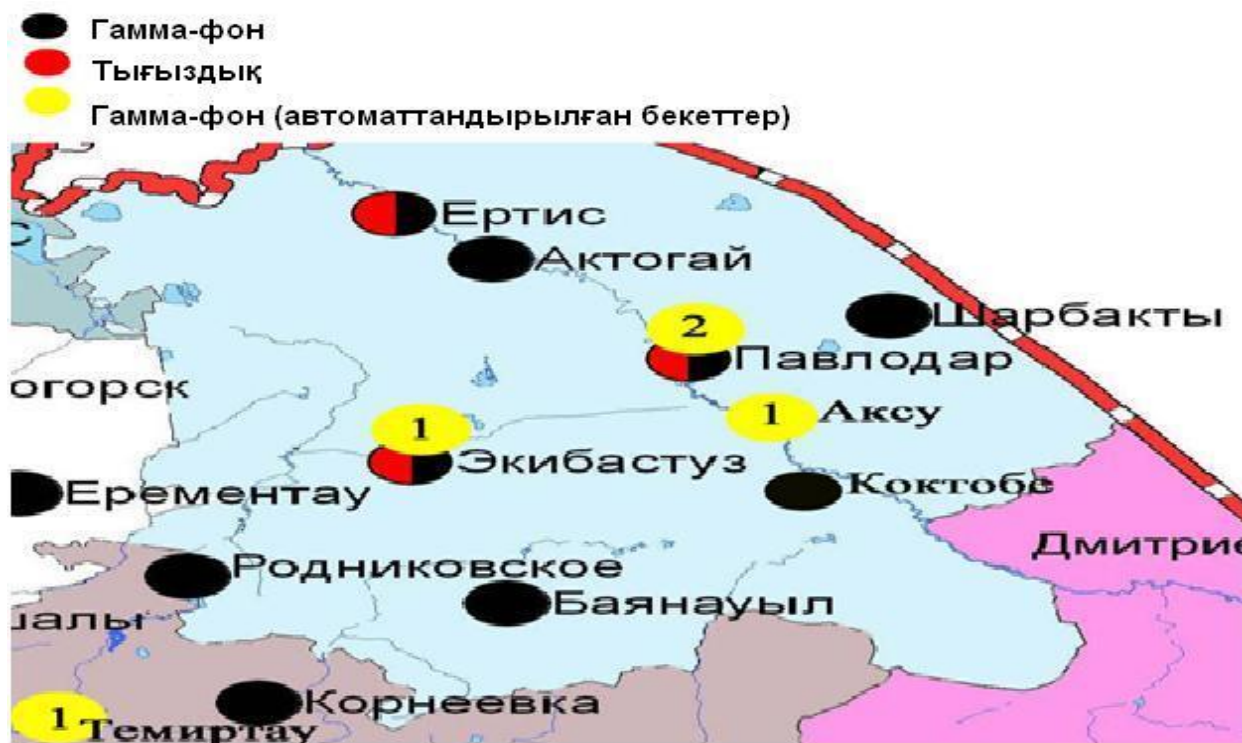 Гамма-фон
Тығыздық
Гамма-фон (автоматтандырылған бекеттер)
с
Ертис
Актогай
Шарбакты
2
Павлодар
огорск
1
Аксу
1
Экибастуз
Ерементау
Коктобе
Дмитрие
Родниковское
Баянауыл
шалы
Корнеевка
1
Темиртау